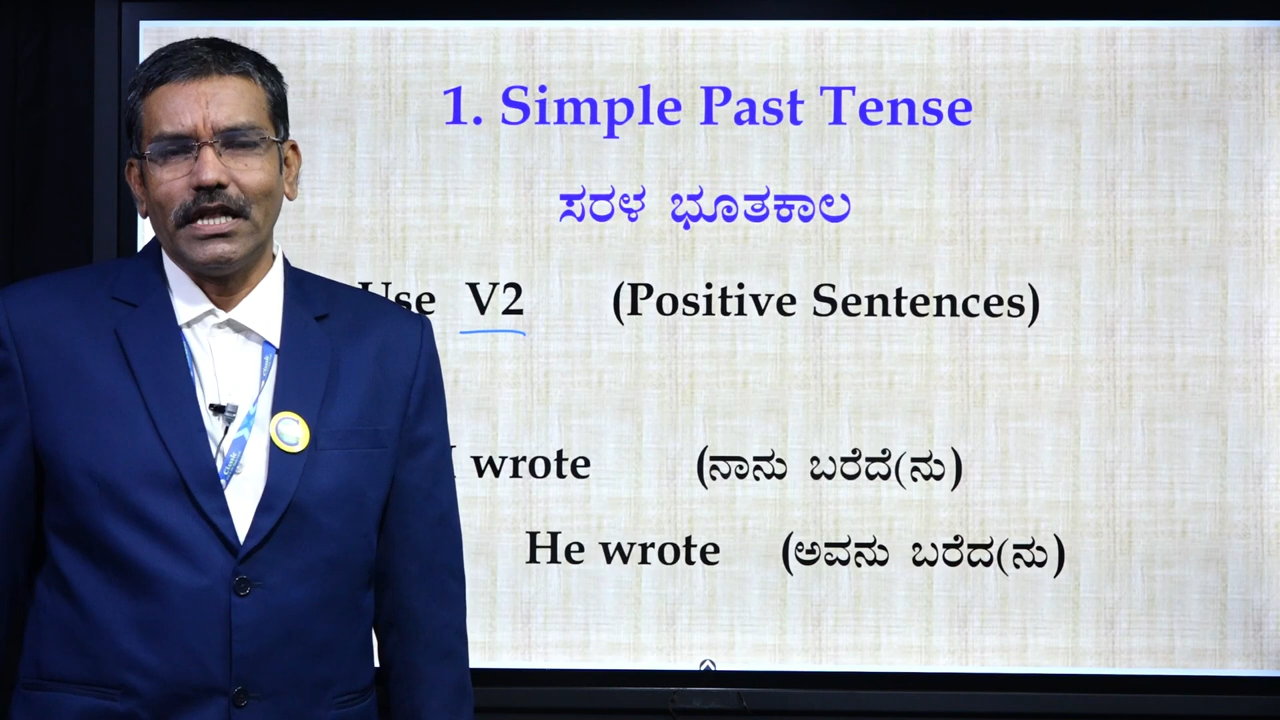 1. Simple Past Tense
ಸರಳ ಭೂತಕಾಲ
Use V2 (Positive Sentences)
I wrote (ನಾನು ಬರೆದೆ(ನು)
He wrote (ಅವನು ಬರೆದ(ನು)